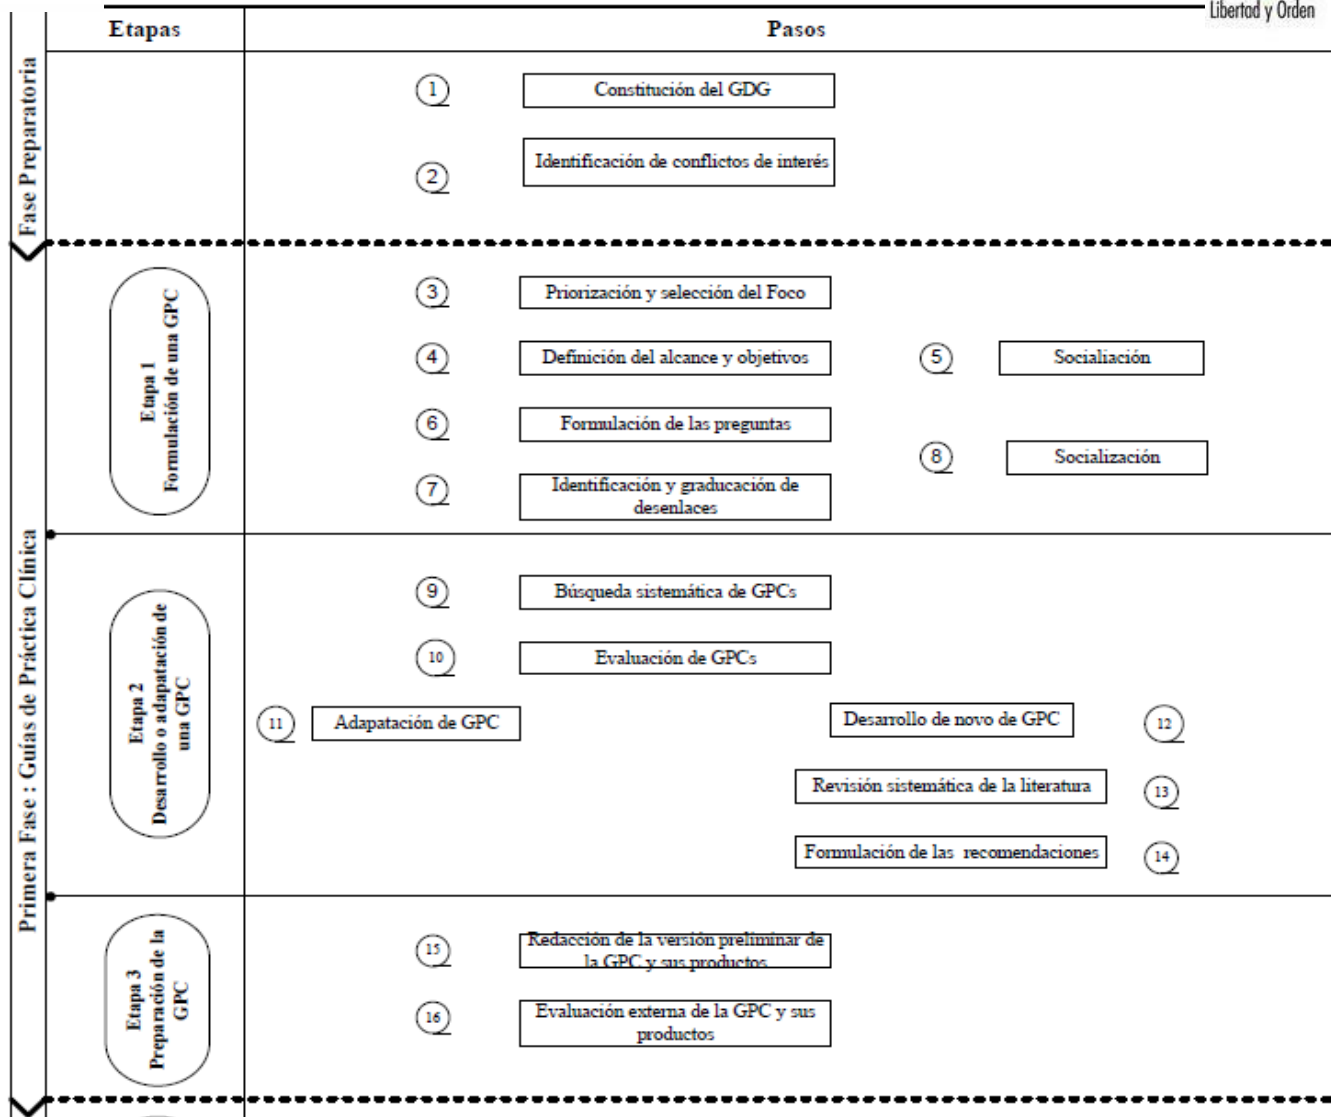 Libertad y Orden
Etapas
Pasos
Fase Preparatoria
1
Constitución del GDG
2
Identificación de conflictos de interés
Primera Fase : Guías de Práctica Clínica
Etapa 1
Formulación de una GPC
3
Priorización y selección del Foco
4
Definición del alcance y objetivos
5
Socialiación
6
Formulación de las preguntas
7
Identificación y graducación de
desenlaces
8
Socialización
Etapa 2
Desarrollo o adapatación de
una GPC
9
Búsqueda sistemática de GPCs
10
Evaluación de GPCs
11
Adapatación de GPC
Desarrollo de novo de GPC
12
Revisión sistemática de la literatura
13
Formulación de las recomendaciones
14
Etapa 3
Preparación de la
GPC
15
Redacción de la versión preliminar de
la GPC y sus productos
16
Evaluación externa de la GPC y sus
productos